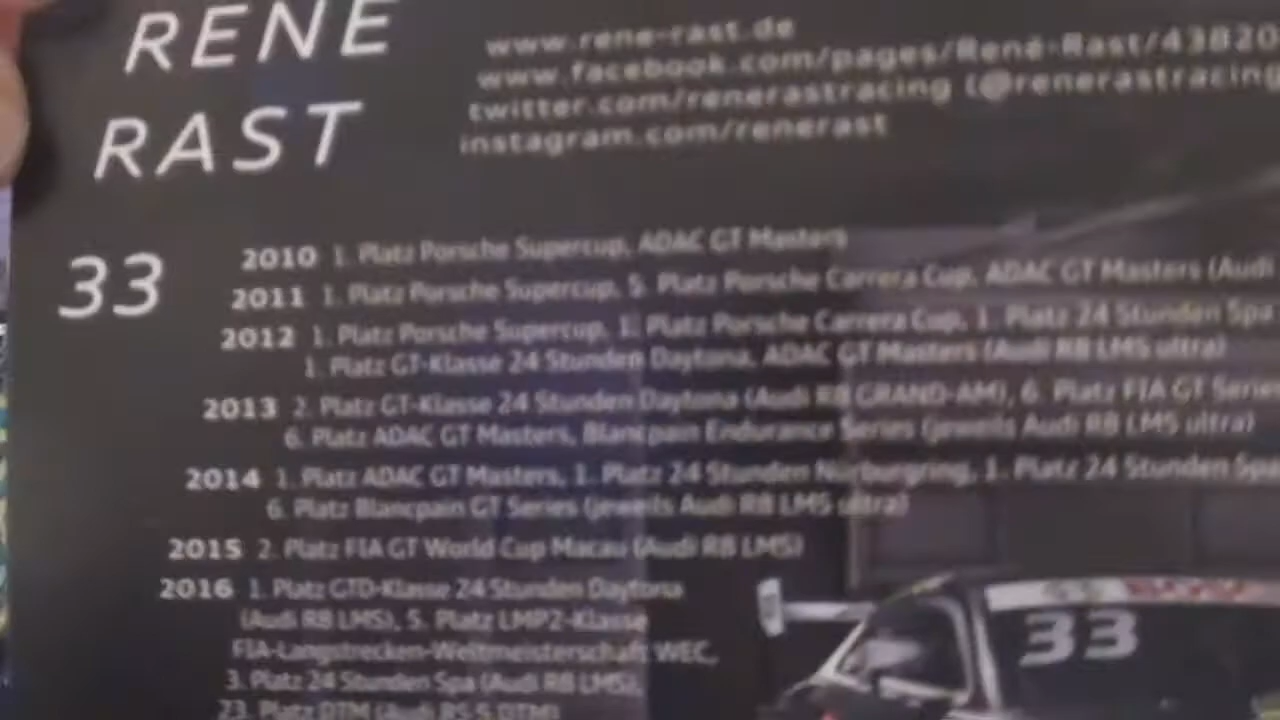 RENÉ
RAST
www.rene-rast.de
www.facebook.com/pages/René-Rast/43820
twitter.com/renerastracing (@renerastracing
instagram.com/renerast
33
2010 1. Platz Porsche Supercup, ADAC GT Masters
2011 1. Platz Porsche Supercup, 5. Platz Porsche Carrera Cup, ADAC GT Masters (Audi
2012 1. Platz Porsche Supercup, 1. Platz Porsche Carrera Cup, 1. Platz 24 Stunden Spa
1. Platz GT-Klasse 24 Stunden Daytona, ADAC GT Masters (Audi R8 LMS ultra)
2013 2. Platz GT-Klasse 24 Stunden Daytona (Audi R8 GRAND-AM), 6. Platz FIA GT Series
6. Platz ADAC GT Masters, Blancpain Endurance Series (jeweils Audi R8 LMS ultra)
2014 1. Platz ADAC GT Masters, 1. Platz 24 Stunden Nürburgring, 1. Platz 24 Stunden Spa
6. Platz Blancpain GT Series (jeweils Audi R8 LMS ultra)
2015 2. Platz FIA GT World Cup Macau (Audi R8 LMS)
2016 1. Platz GTD-Klasse 24 Stunden Daytona
(Audi R8 LMS), 5. Platz LMP2-Klasse
FIA-Langstrecken-Weltmeisterschaft WEC,
3. Platz 24 Stunden Spa (Audi R8 LMS),
23. Platz DTM (Audi RS 5 DTM)
33